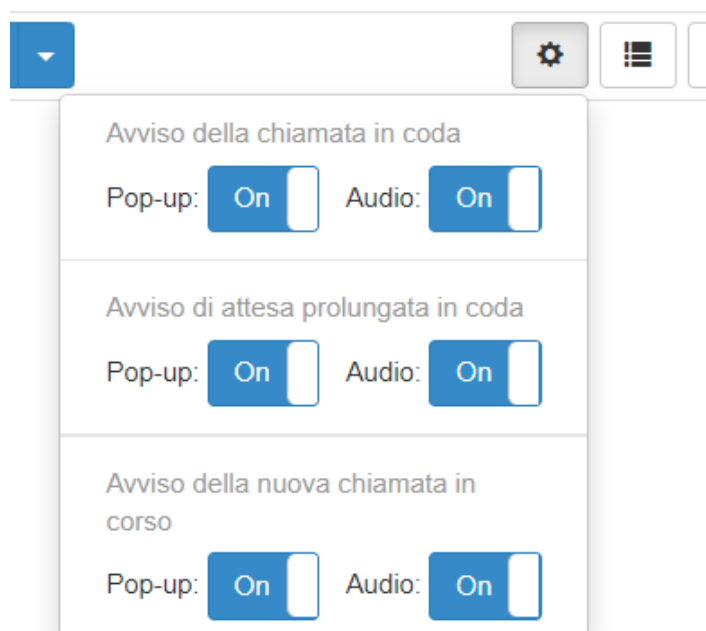 Avviso della chiamata in coda
Pop-up: On Audio: On
Avviso di attesa prolungata in coda
Pop-up: On Audio: On
Avviso della nuova chiamata in
corso
Pop-up: On Audio: On